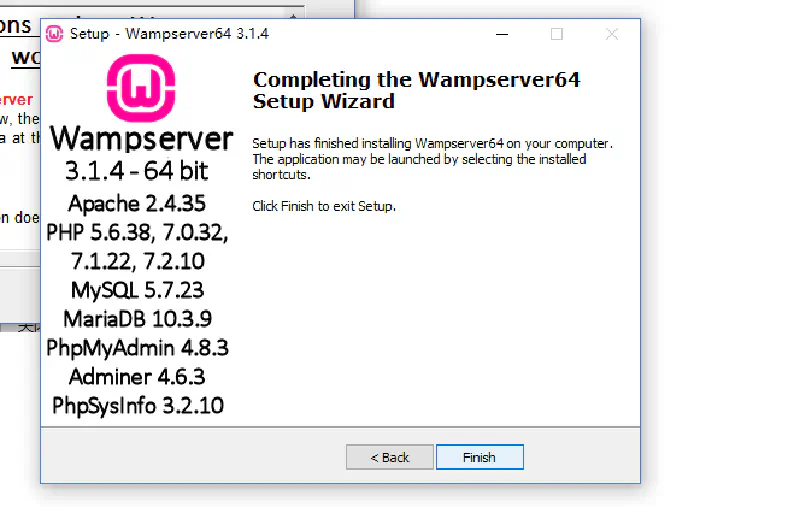 ons
wo
Setup - Wampserver64 3.1.4
erver
w, the
a at th
n doe
Wampserver
3.1.4 - 64 bit
Apache 2.4.35
PHP 5.6.38, 7.0.32,
7.1.22, 7.2.10
MySQL 5.7.23
MariaDB 10.3.9
PhpMyAdmin 4.8.3
Adminer 4.6.3
PhpSysInfo 3.2.10
Completing the Wampserver64
Setup Wizard
Setup has finished installing Wampserver64 on your computer.
The application may be launched by selecting the installed
shortcuts.
Click Finish to exit Setup.
< Back
Finish